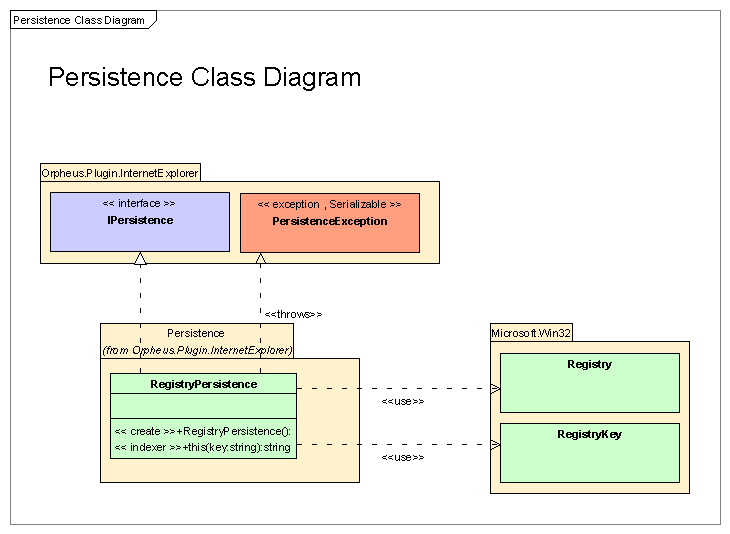 Persistence Class Diagram
Persistence Class Diagram
Orpheus.Plugin.InternetExplorer
<< interface >>
IPersistence
<< exception , Serializable >>
PersistenceException
<<throws>>
Persistence
(from Orpheus.Plugin.InternetExplorer)
RegistryPersistence
<< create >>+RegistryPersistence():
<< indexer >>+this(key:string):string
<<use>>
<<use>>
Microsoft.Win32
Registry
RegistryKey